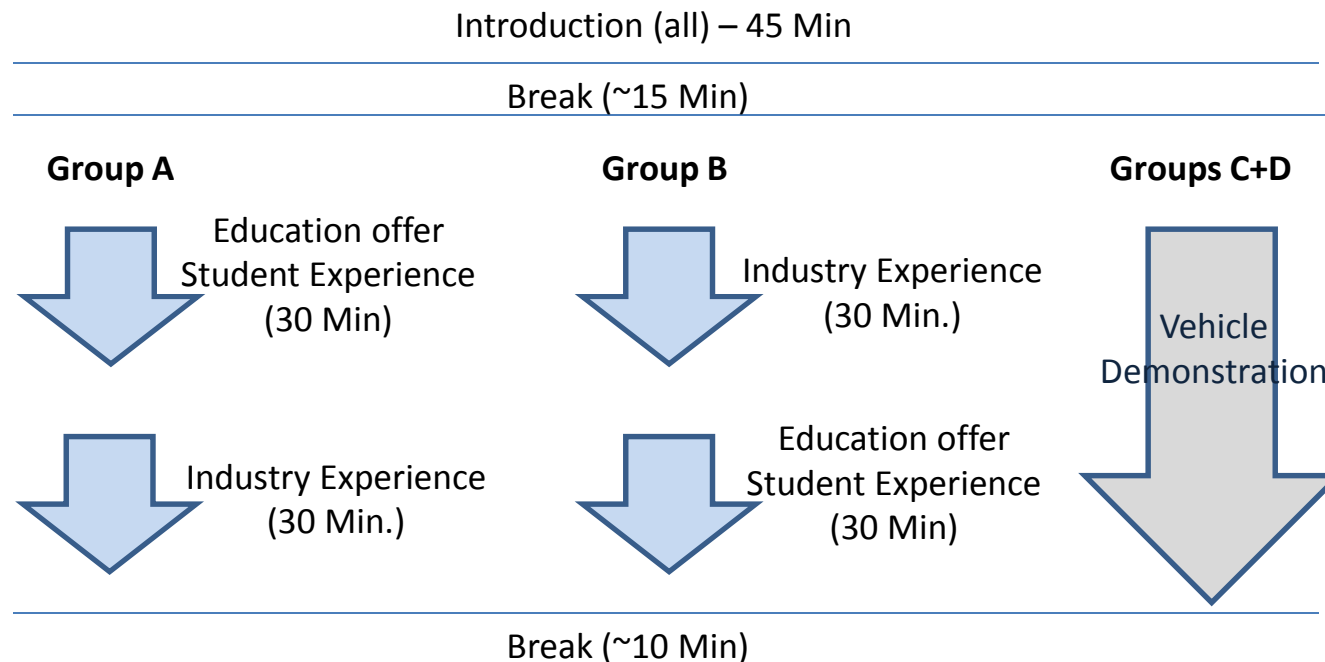 Introduction (all) – 45 Min
Break (~15 Min)
Group A
Group B
Groups C+D
Education offer
Student Experience
(30 Min)
Industry Experience
(30 Min.)
Vehicle
Demonstration
Industry Experience
(30 Min.)
Education offer
Student Experience
(30 Min)
Break (~10 Min)